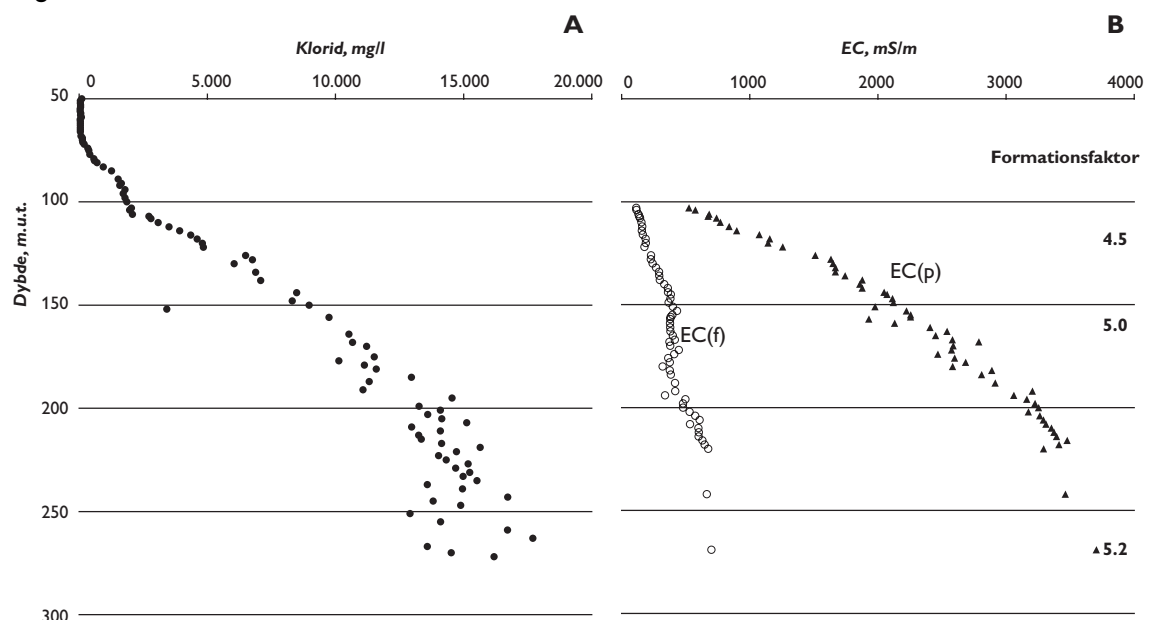 A
B
Klorid, mg/l
EC, mS/m
0 5.000 10.000 15.000 20.000
0 1000 2000 3000 4000
50
Formationsfaktor
100
4.5
Dybde, m.u.t.
EC(p)
150
5.0
EC(f)
200
250
5.2
300